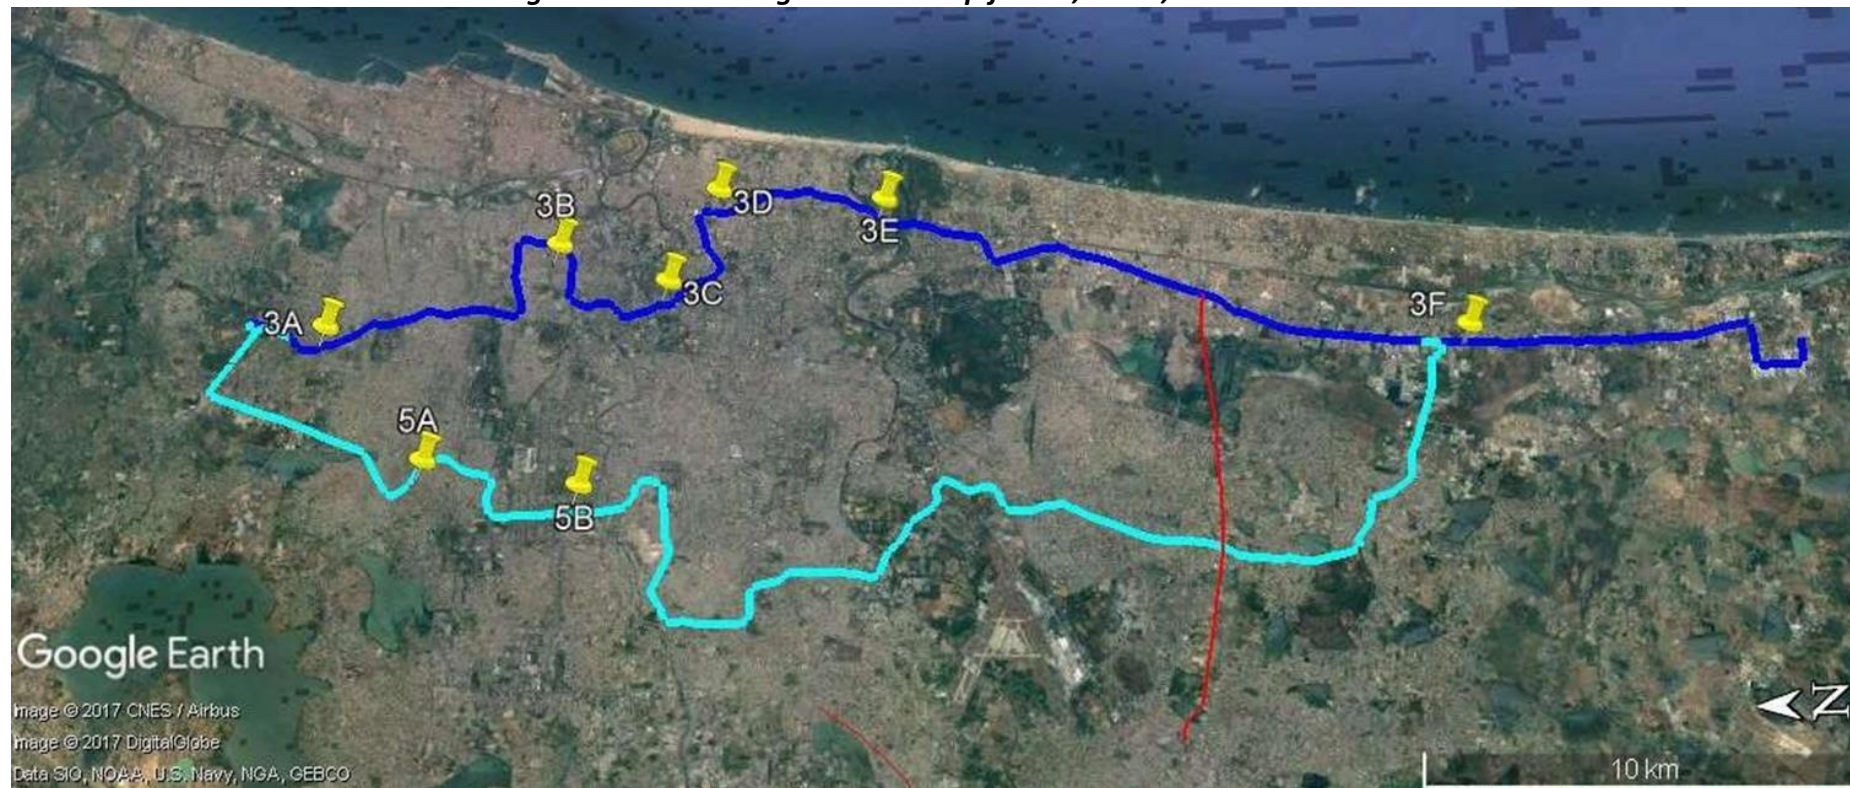 3B
3D
3E
3C
3A
3F
5A
5B
Google Earth
Image © 2017 CNES / Airbus
Image © 2017 DigitalGlobe
Data SIO, NOAA, U.S. Navy, NGA, GEBCO
N
10 km